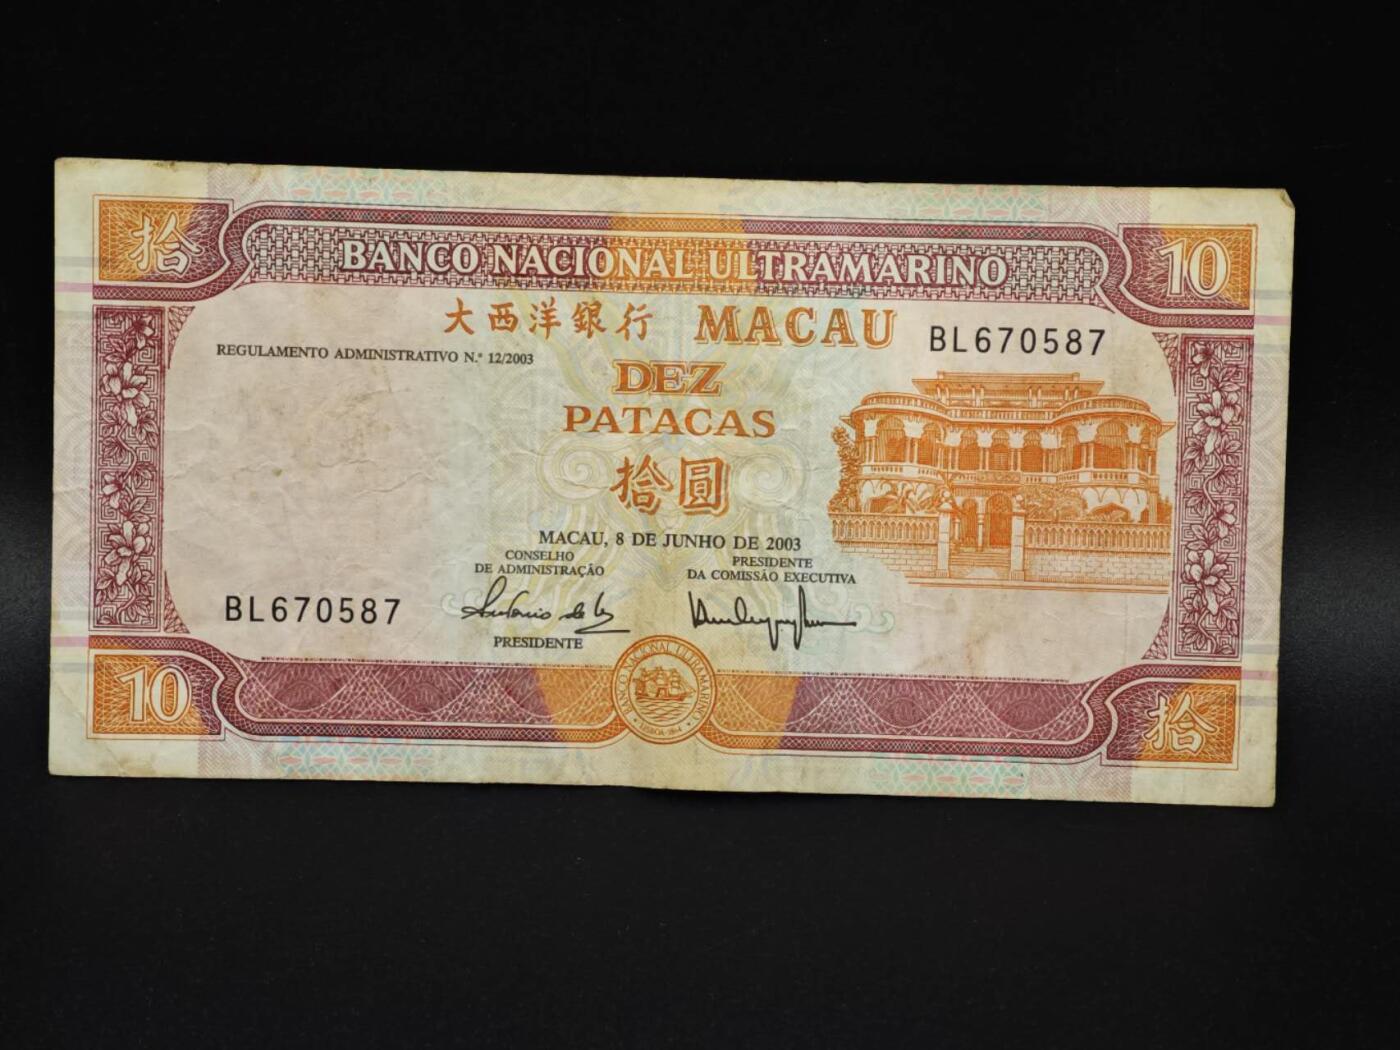 拾
BANCO NACIONAL ULTRAMARINO
10
大西洋銀行 MACAU
BL670587
REGULAMENTO ADMINISTRATIVO N.º 12/2003
DEZ
PATACAS
拾圓
MACAU, 8 DE JUNHO DE 2003
CONSELHO
DE ADMINISTRAÇÃO
PRESIDENTE
DA COMISSÃO EXECUTIVA
BL670587
PRESIDENTE
10
BANCO NACIONAL ULTRAMARINO
拾